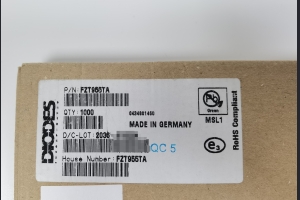 P/N: FZT955TA
QTY: 1000
MADE IN GERMANY
D/C-LOT: 2036
QC 5
House Number: FZT955TA
DIODES
Pb
Green
MSL1
e3
RoHS Compliant